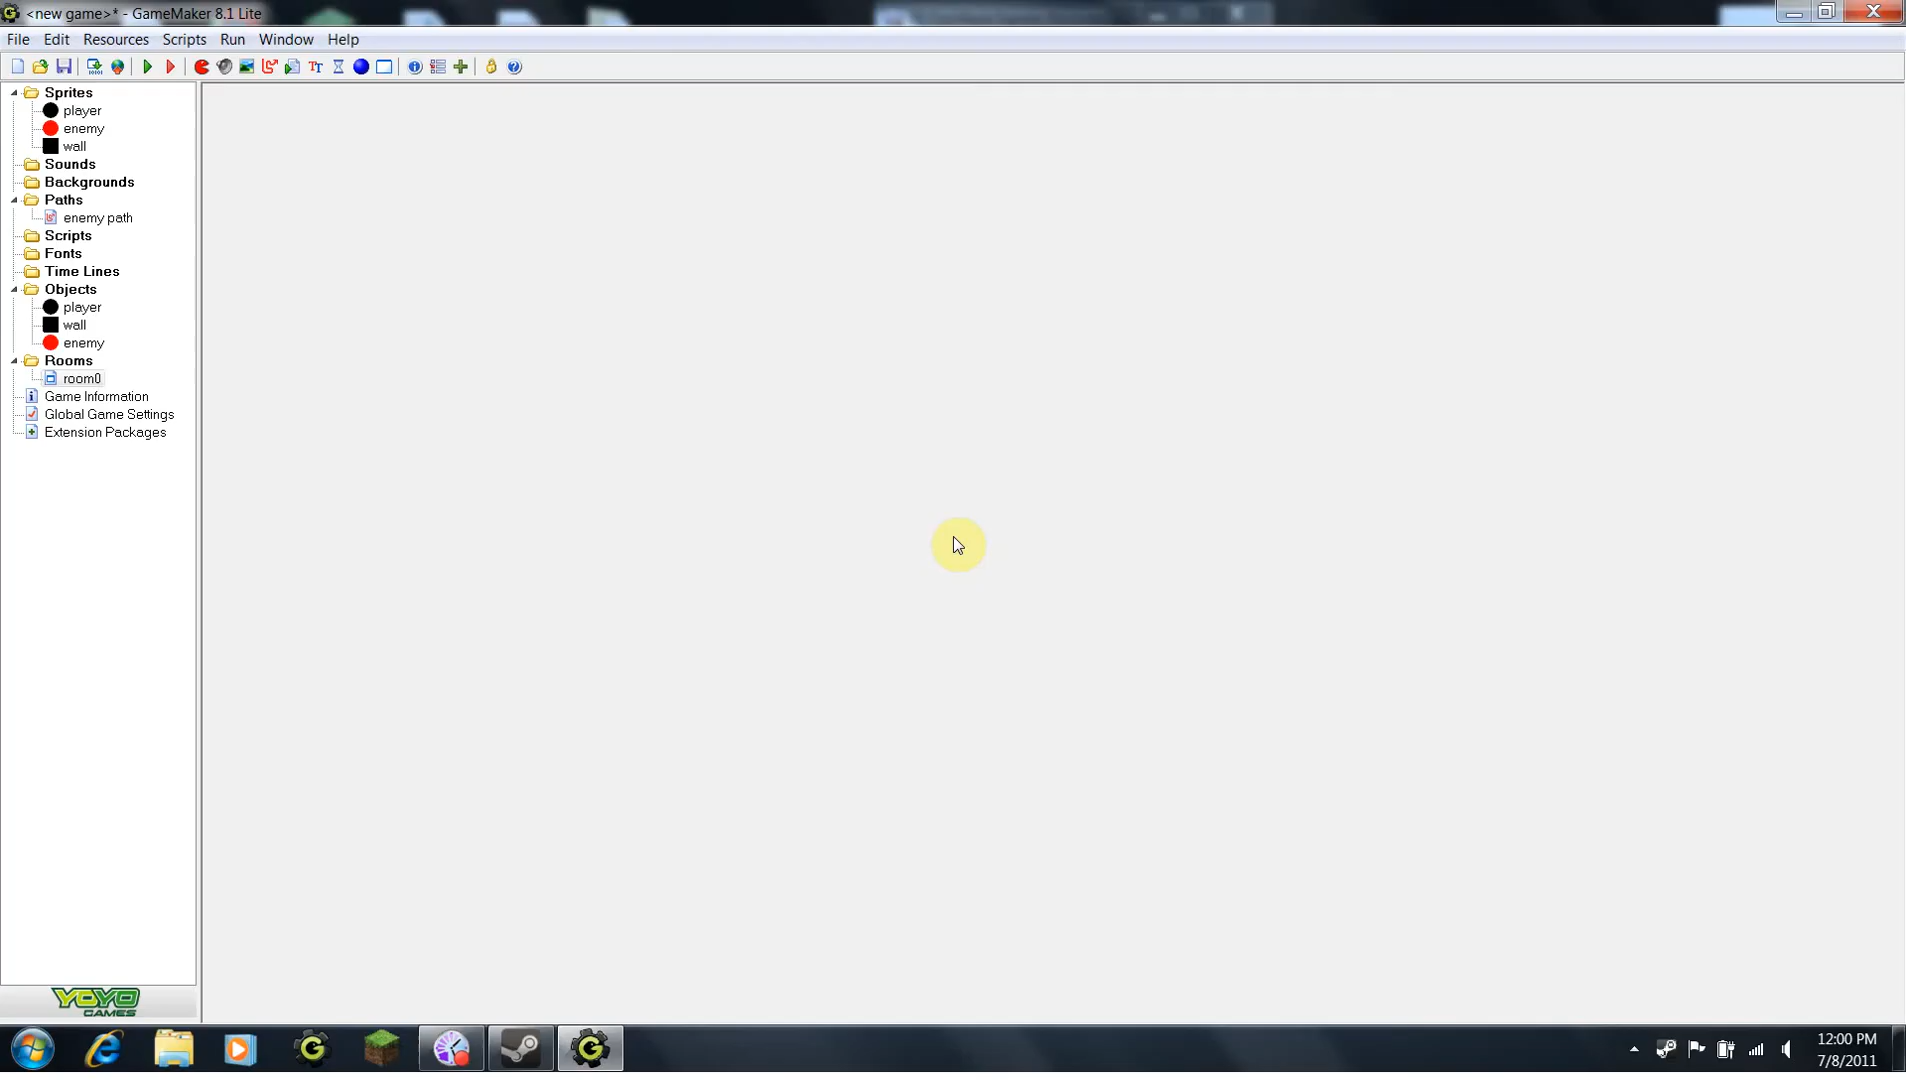 <new game>* - GameMaker 8.1 Lite
File Edit Resources Scripts Run Window Help
Sprites
player
enemy
wall
Sounds
Backgrounds
Paths
enemy path
Scripts
Fonts
Time Lines
Objects
player
wall
enemy
Rooms
room0
Game Information
Global Game Settings
Extension Packages
YOYO
GAMES
12:00 PM
7/8/2011